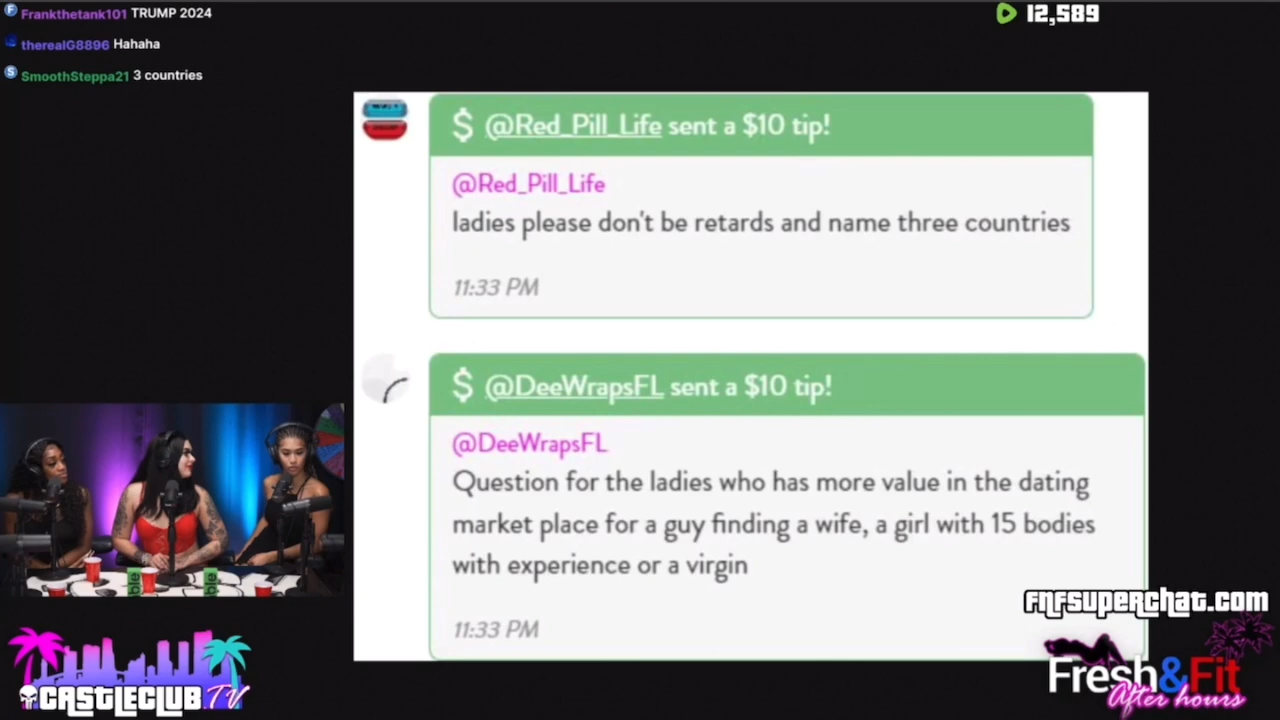 Frankthetank101 TRUMP 2024
therealG8896 Hahaha
SmoothSteppa21 3 countries
12,589
$ @Red_Pill_Life sent a $10 tip!
@Red_Pill_Life
ladies please don't be retards and name three countries
11:33 PM
$ @DeeWrapsFL sent a $10 tip!
@DeeWrapsFL
Question for the ladies who has more value in the dating
market place for a guy finding a wife, a girl with 15 bodies
with experience or a virgin
11:33 PM
FNFSUPERCHAT.COM
CASTLECLUB.TV
Fresh&Fit
After hours